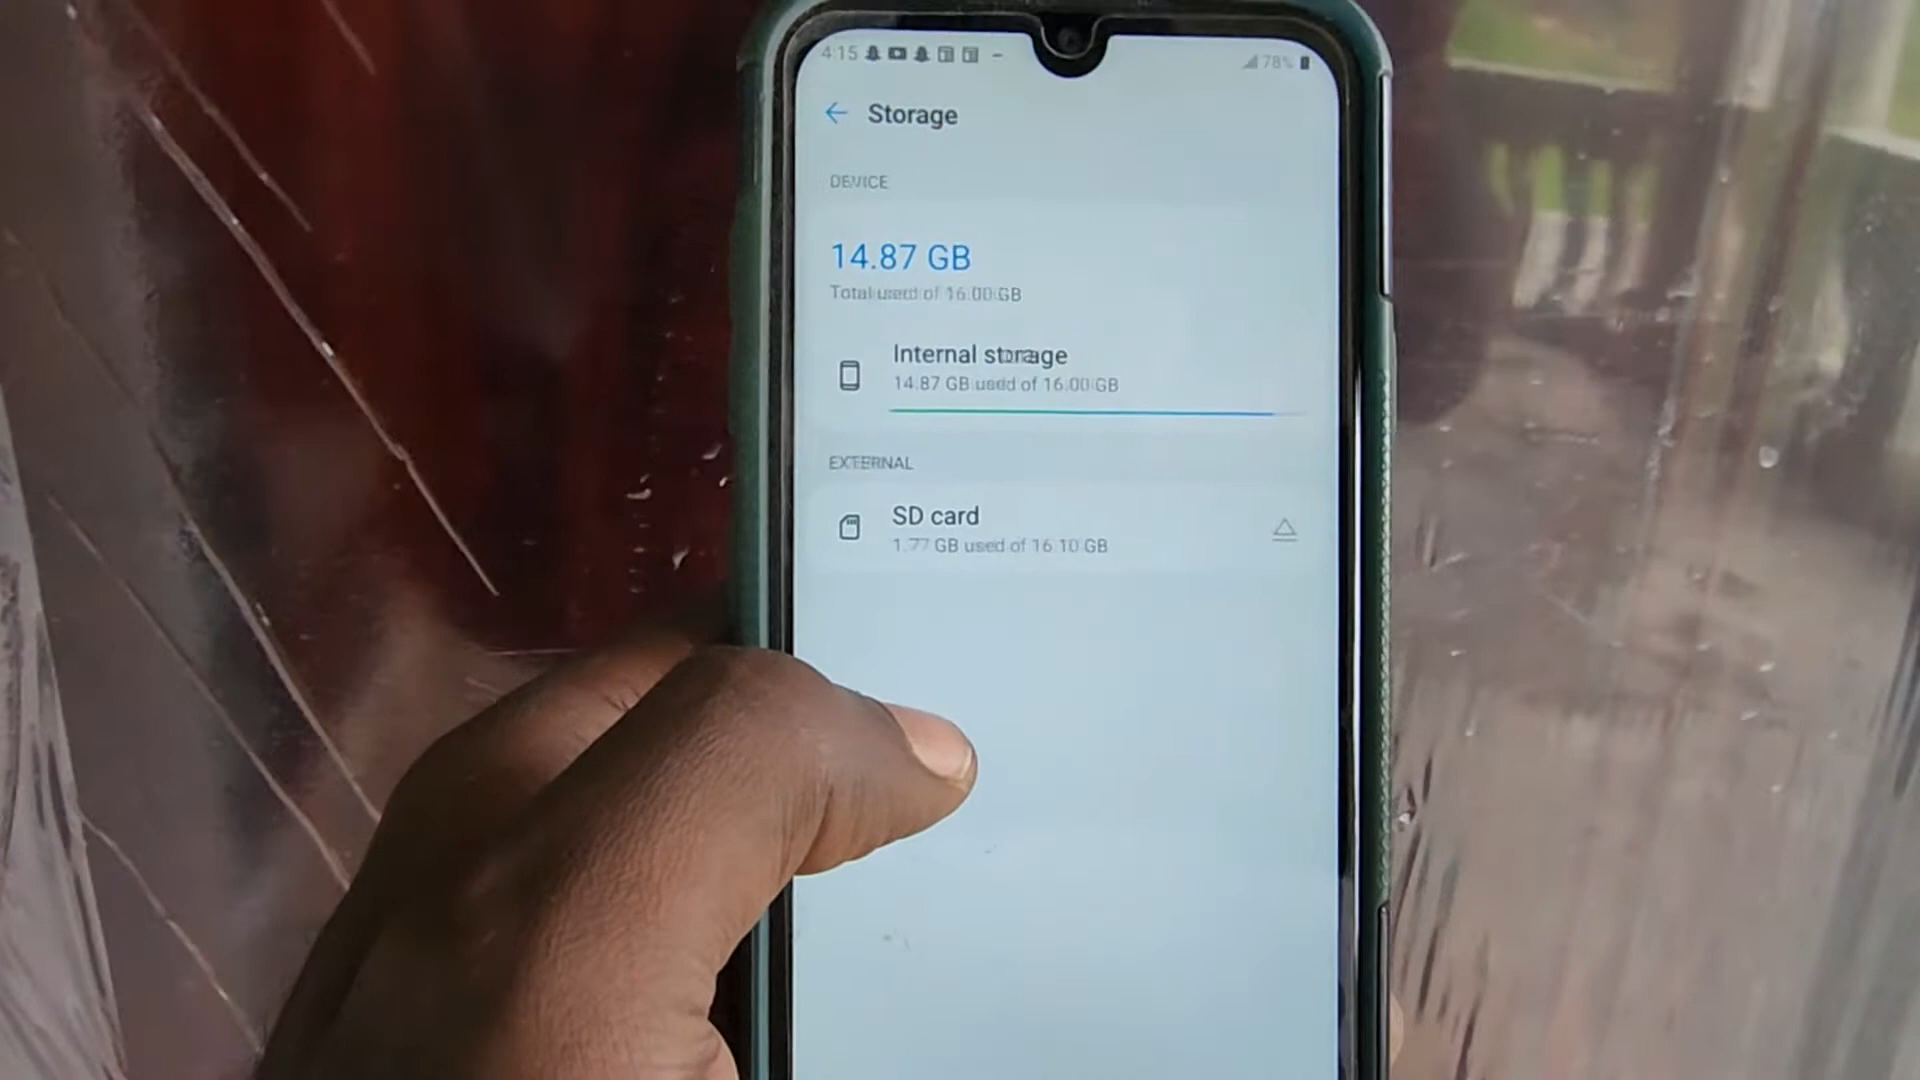 4:15
78%
Storage
DEVICE
14.87 GB
Total used of 16.00 GB
Internal storage
14.87 GB used of 16.00 GB
EXTERNAL
SD card
1.77 GB used of 16.10 GB